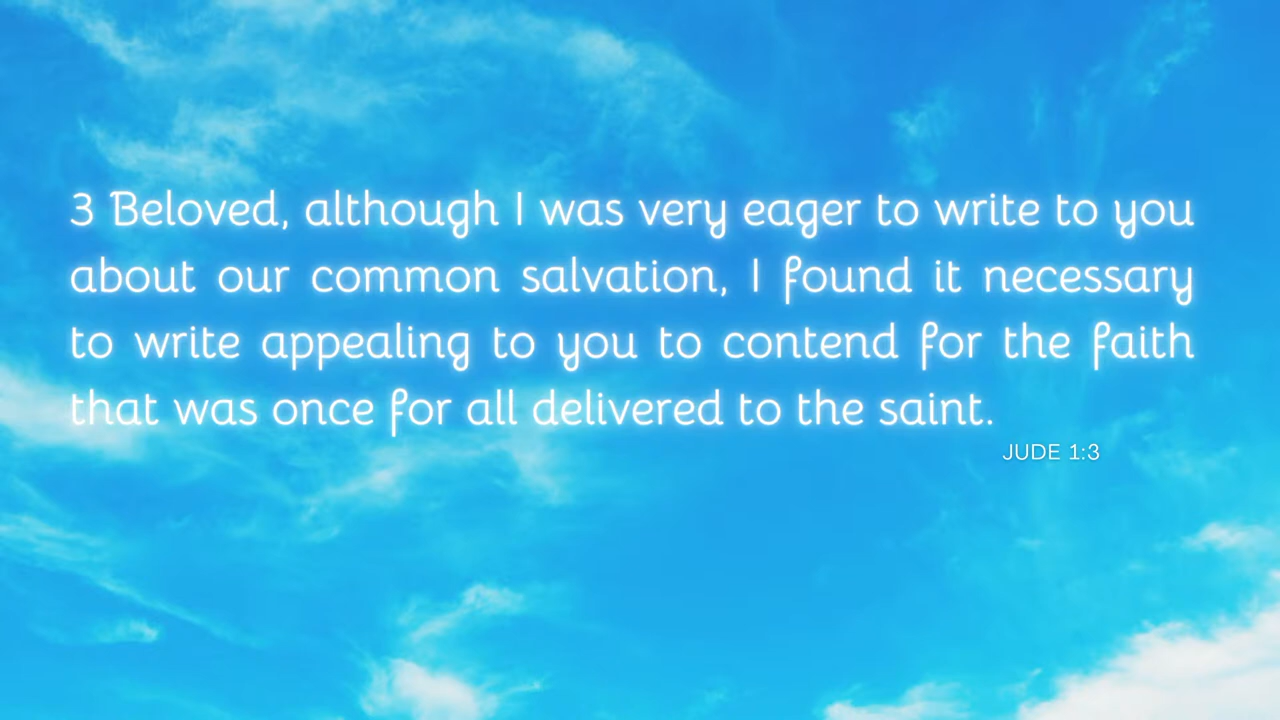 3 Beloved, although I was very eager to write to you
about our common salvation, I found it necessary
to write appealing to you to contend for the faith
that was once for all delivered to the saint.
JUDE 1:3